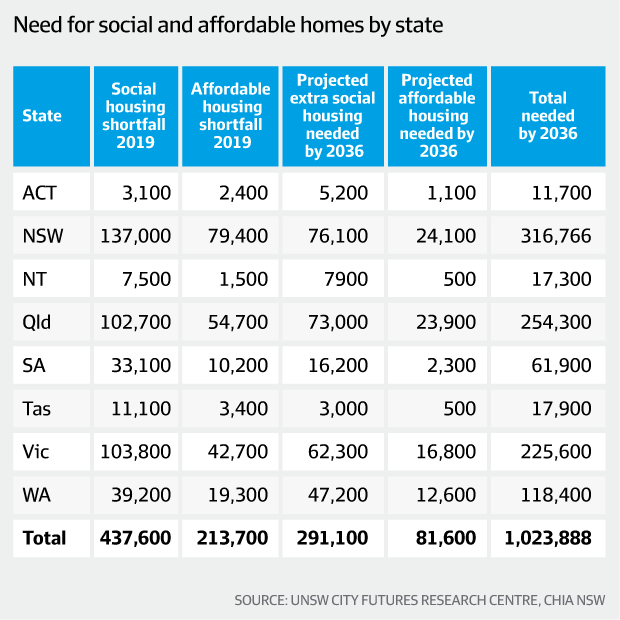 Need for social and affordable homes by state
State
Social
housing
shortfall
2019
Affordable
housing
shortfall
2019
Projected
extra social
housing
needed
by 2036
Projected
affordable
housing
needed by
2036
Total
needed
by 2036
ACT 3,100 2,400 5,200 1,100 11,700
NSW 137,000 79,400 76,100 24,100 316,766
NT 7,500 1,500 7900 500 17,300
Qld 102,700 54,700 73,000 23,900 254,300
SA 33,100 10,200 16,200 2,300 61,900
Tas 11,100 3,400 3,000 500 17,900
Vic 103,800 42,700 62,300 16,800 225,600
WA 39,200 19,300 47,200 12,600 118,400
Total 437,600 213,700 291,100 81,600 1,023,888
SOURCE: UNSW CITY FUTURES RESEARCH CENTRE, CHIA NSW